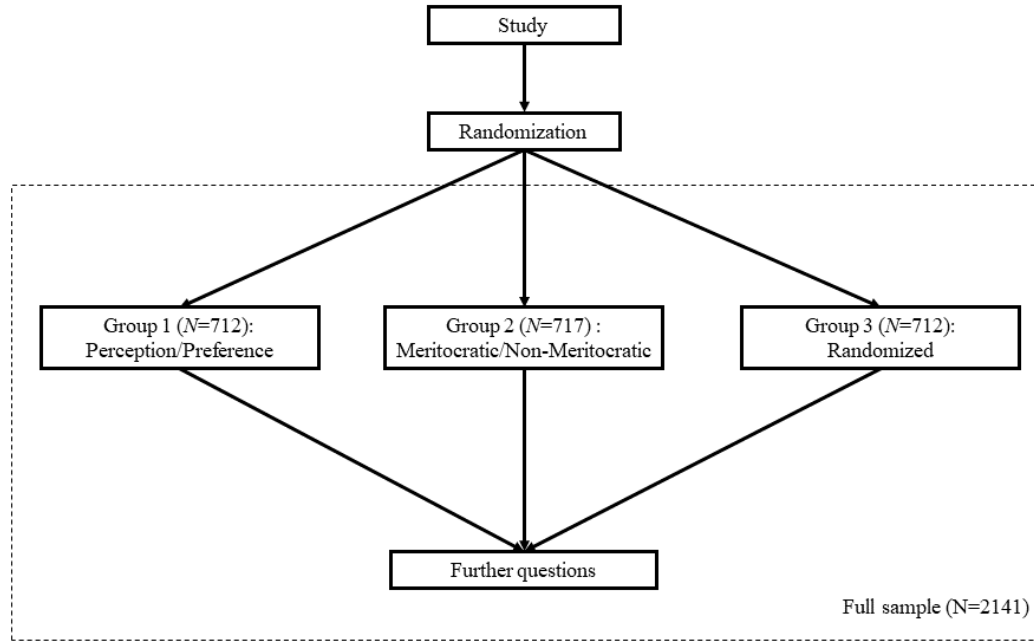 Study
Randomization
Group 1 (N=712):
Perception/Preference
Group 2 (N=717) :
Meritocratic/Non-Meritocratic
Group 3 (N=712):
Randomized
Further questions
Full sample (N=2141)